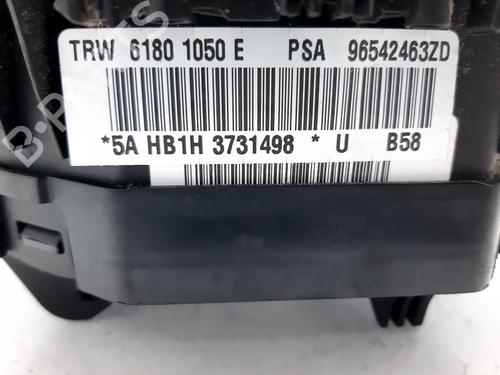 TRW 6180 1050 E PSA 96542463ZD
*5A HB1H 3731498 * U B58